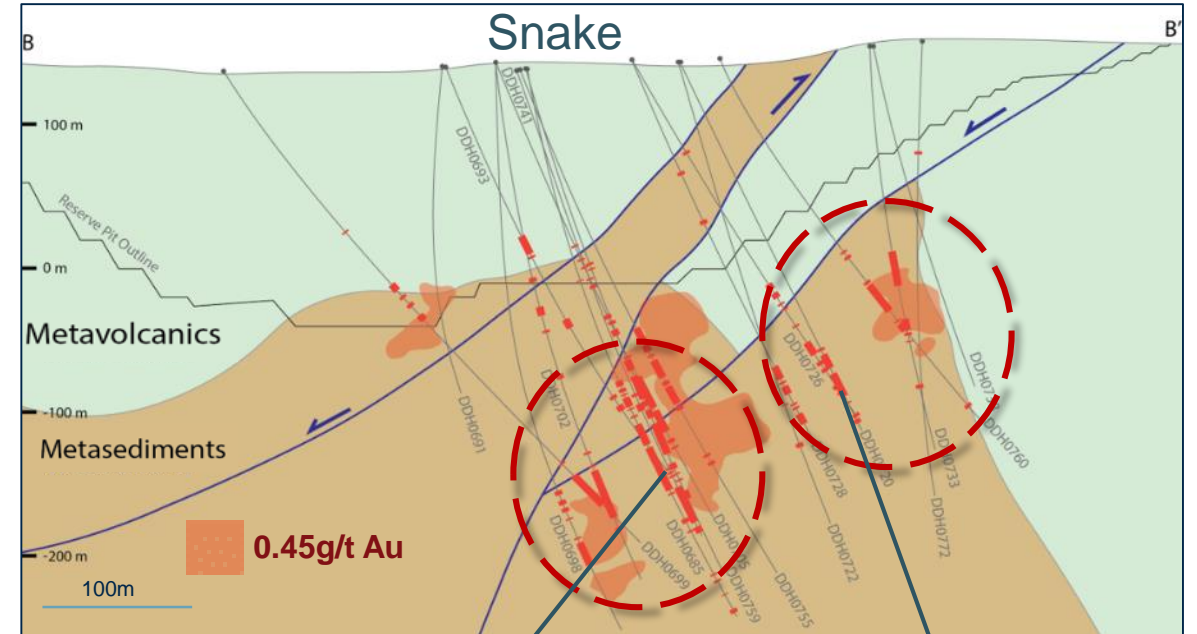 Snake
B
B'
DDH0741
100 m
DDH0693
Reserve Pit Outline
0 m
Metavolcanics
DDH0726
DDH0702
DDH0691
-100 m
DDH0760
Metasediments
DDH0728
DDH0733
DDH0772
DDH0722
DDH0698
DDH0699
DDH0685
DDH0759
DDH0755
0.45g/t Au
-200 m
100m